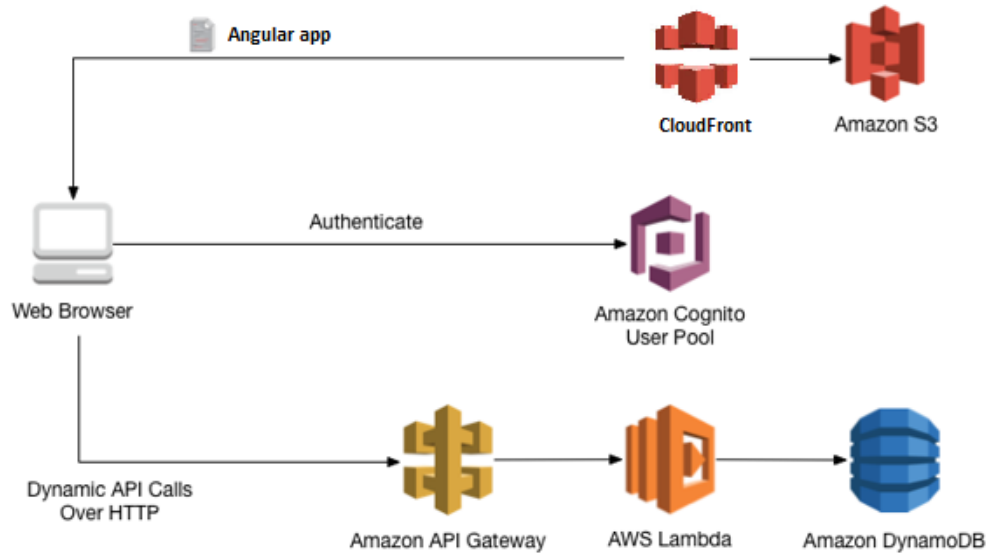 Angular app
CloudFront
Amazon S3
Authenticate
Web Browser
Amazon Cognito
User Pool
Dynamic API Calls
Over HTTP
Amazon API Gateway
AWS Lambda
Amazon DynamoDB